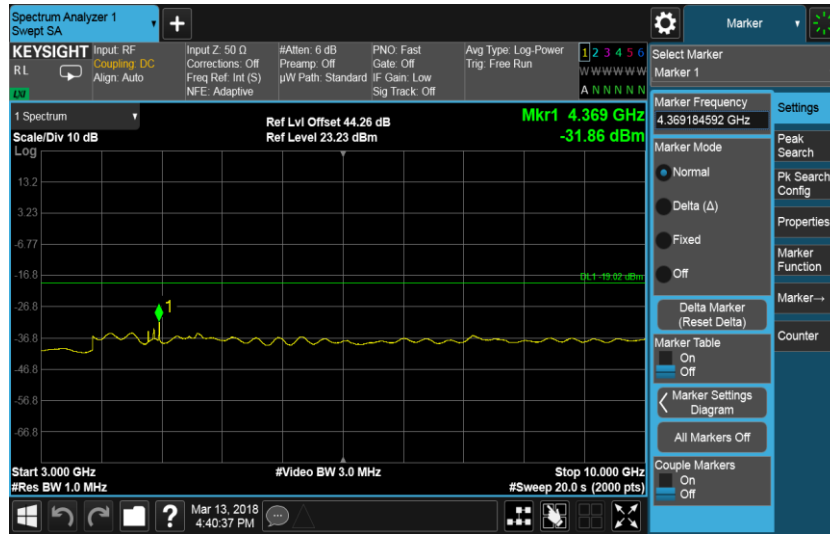 Spectrum Analyzer 1
Swept SA
+
Marker
KEYSIGHT
RL
LXI
Input: RF
Coupling: DC
Align: Auto
Input Z: 50 Ω
Corrections: Off
Freq Ref: Int (S)
NFE: Adaptive
#Atten: 6 dB
Preamp: Off
µW Path: Standard
PNO: Fast
Gate: Off
IF Gain: Low
Sig Track: Off
Avg Type: Log-Power
Trig: Free Run
1 2 3 4 5 6
W W W W W W
A N N N N N
Select Marker
Marker 1
1 Spectrum
Scale/Div 10 dB
Log
Ref Lvl Offset 44.26 dB
Ref Level 23.23 dBm
Mkr1 4.369 GHz
-31.86 dBm
13.2
3.23
-6.77
-16.8
-26.8
-36.8
-46.8
-56.8
-66.8
DL1 -19.02 dBm
1
Start 3.000 GHz
#Res BW 1.0 MHz
#Video BW 3.0 MHz
Stop 10.000 GHz
#Sweep 20.0 s (2000 pts)
Marker Frequency
4.369184592 GHz
Marker Mode
Normal
Delta (Δ)
Fixed
Off
Delta Marker
(Reset Delta)
Marker Table
On
Off
Marker Settings
Diagram
All Markers Off
Couple Markers
On
Off
Settings
Peak
Search
Pk Search
Config
Properties
Marker
Function
Marker→
Counter
?
Mar 13, 2018
4:40:37 PM